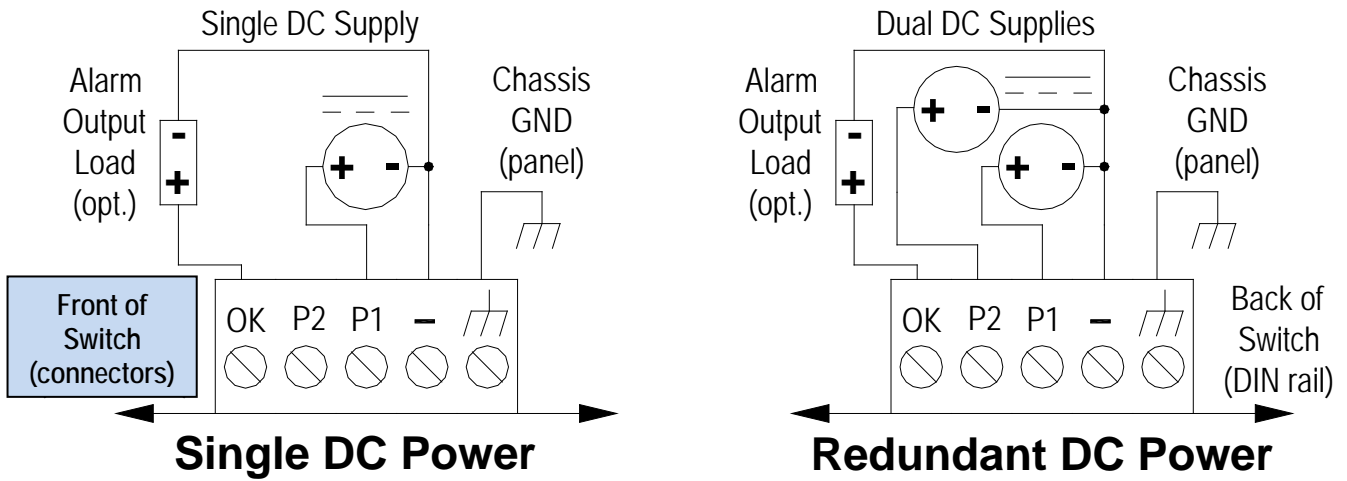 Single DC Supply
Alarm
Output
Load
(opt.)
-
+
+ -
Chassis
GND
(panel)
Front of
Switch
(connectors)
OK P2 P1 –
Single DC Power
Dual DC Supplies
Alarm
Output
Load
(opt.)
-
+
+ -
+ -
Chassis
GND
(panel)
OK P2 P1 –
Back of
Switch
(DIN rail)
Redundant DC Power